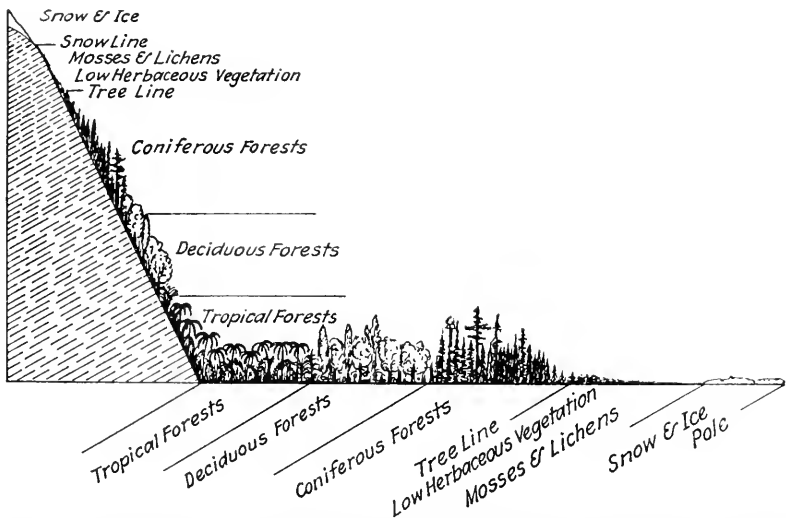 Snow & Ice
Snow Line
Mosses & Lichens
Low Herbaceous Vegetation
Tree Line
Coniferous Forests
Deciduous Forests
Tropical Forests
Tropical Forests
Deciduous Forests
Coniferous Forests
Tree Line
Low Herbaceous Vegetation
Mosses & Lichens
Snow & Ice
Pole